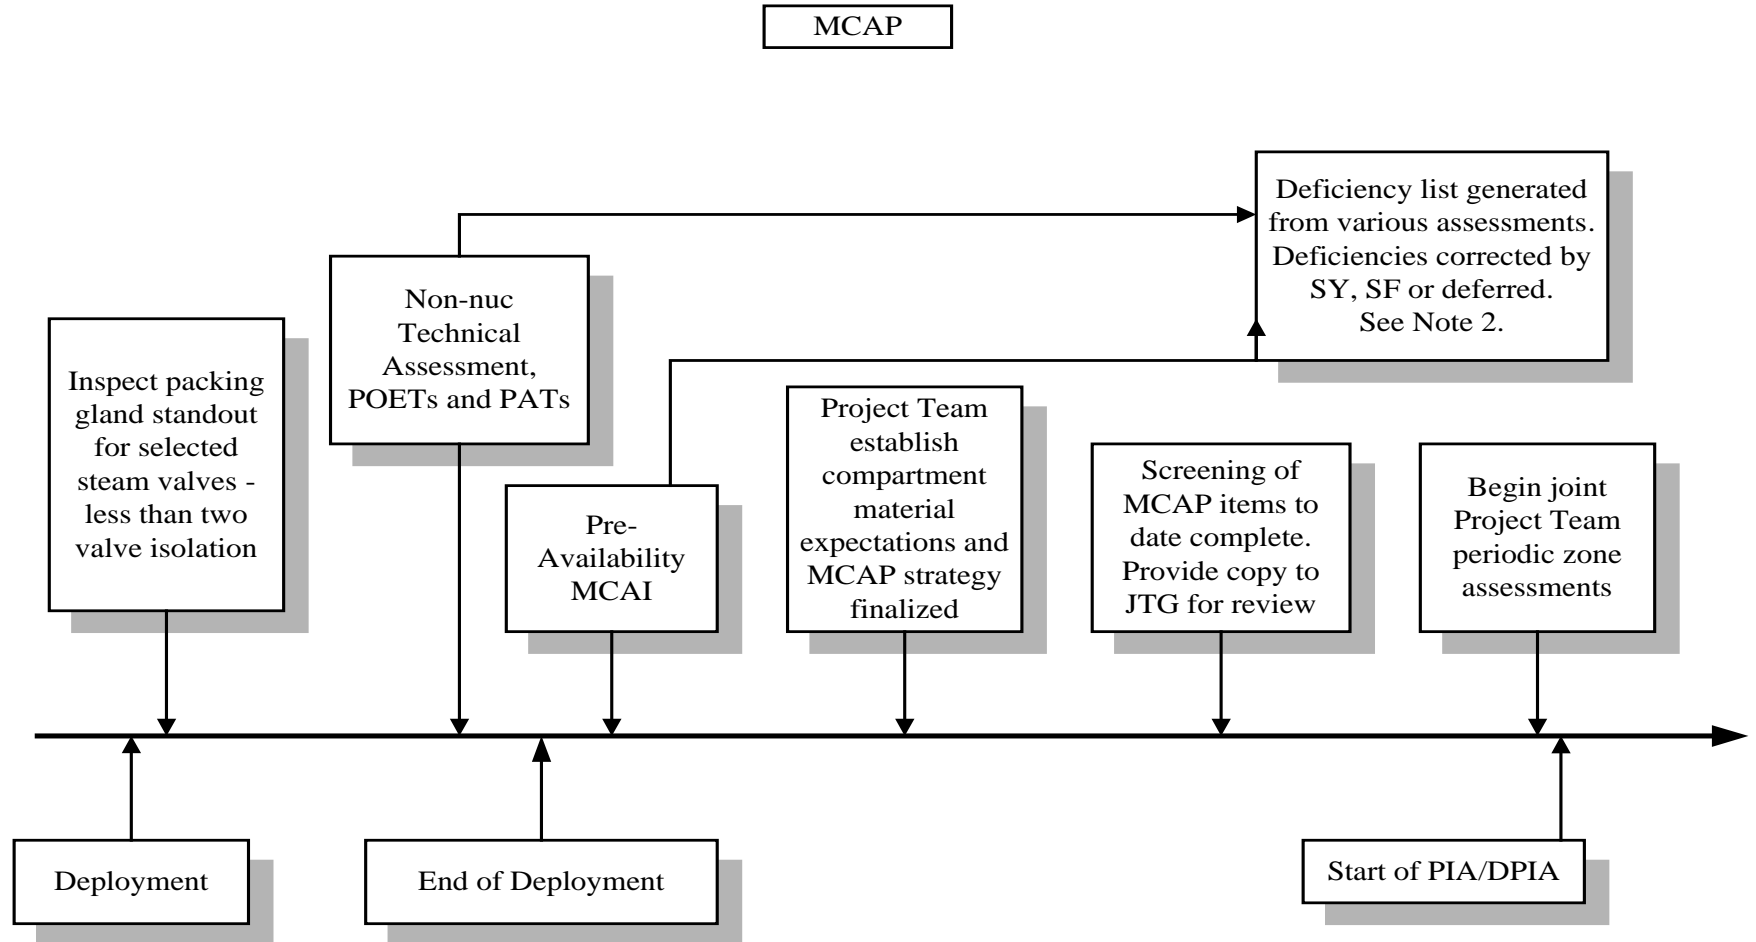 MCAP
Deficiency list generated
from various assessments.
Deficiencies corrected by
SY, SF or deferred.
See Note 2.
Non-nuc
Technical
Assessment,
POETs and PATs
Inspect packing
gland standout
for selected
steam valves -
less than two
valve isolation
Pre-
Availability
MCAI
Project Team
establish
compartment
material
expectations and
MCAP strategy
finalized
Screening of
MCAP items to
date complete.
Provide copy to
JTG for review
Begin joint
Project Team
periodic zone
assessments
Deployment
End of Deployment
Start of PIA/DPIA